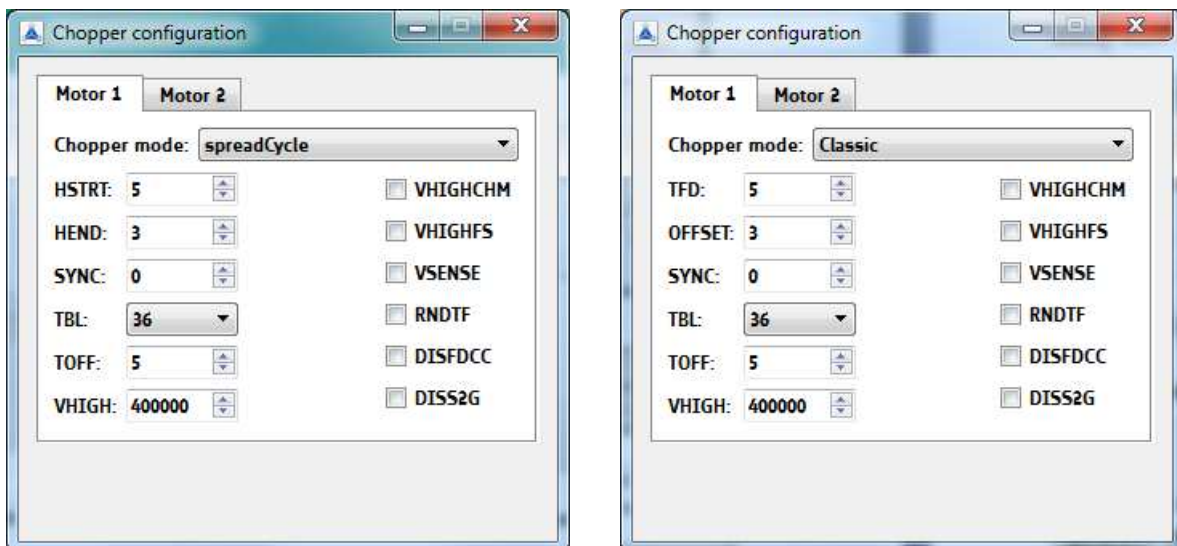 Chopper configuration
Motor 1 Motor 2
Chopper mode: spreadCycle
HSTRT: 5 VHIGHCHM
HEND: 3 VHIGHFS
SYNC: 0 VSENSE
TBL: 36 RNDTF
TOFF: 5 DISFDCC
VHIGH: 400000 DISS2G
Chopper configuration
Motor 1 Motor 2
Chopper mode: Classic
TFD: 5 VHIGHCHM
OFFSET: 3 VHIGHFS
SYNC: 0 VSENSE
TBL: 36 RNDTF
TOFF: 5 DISFDCC
VHIGH: 400000 DISS2G